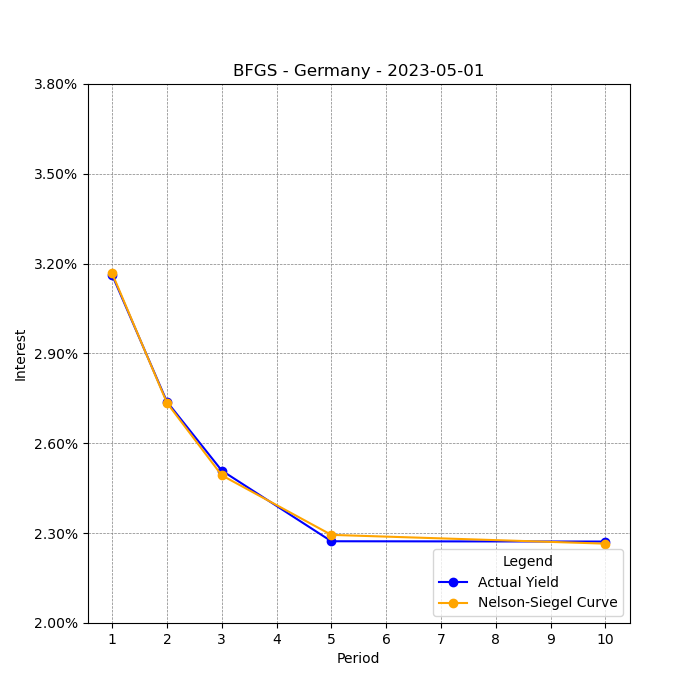 BFGS - Germany - 2023-05-01
3.80%
3.50%
3.20%
2.90%
2.60%
2.30%
2.00%
Interest
1 2 3 4 5 6 7 8 9 10
Period
Legend
Actual Yield
Nelson-Siegel Curve